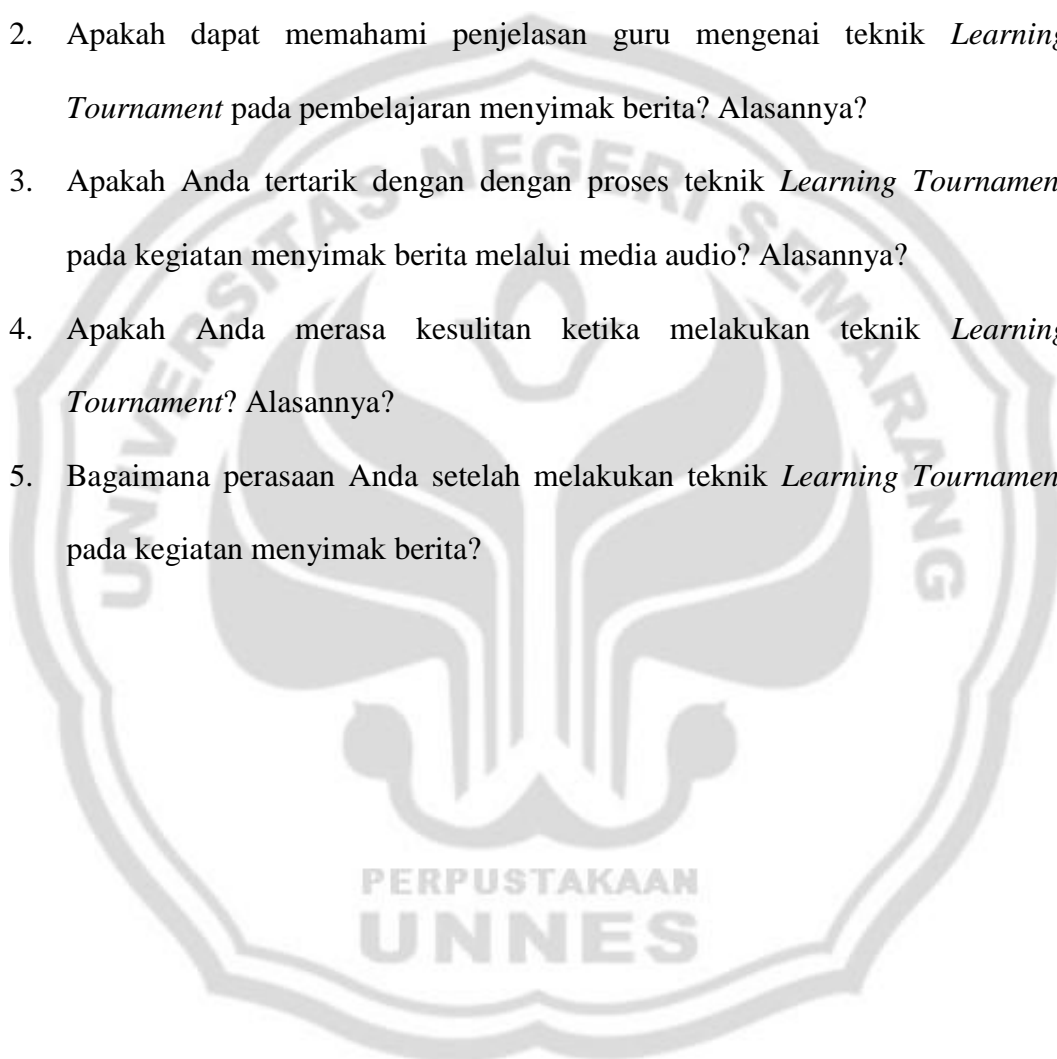 2. Apakah dapat memahami penjelasan guru mengenai teknik Learning
Tournament pada pembelajaran menyimak berita? Alasannya?
3. Apakah Anda tertarik dengan dengan proses teknik Learning Tournamen
pada kegiatan menyimak berita melalui media audio? Alasannya?
4. Apakah Anda merasa kesulitan ketika melakukan teknik Learning
Tournament? Alasannya?
5. Bagaimana perasaan Anda setelah melakukan teknik Learning Tournamen
pada kegiatan menyimak berita?
UNIVERSITAS NEGERI SEMARANG
PERPUSTAKAAN
UNNES